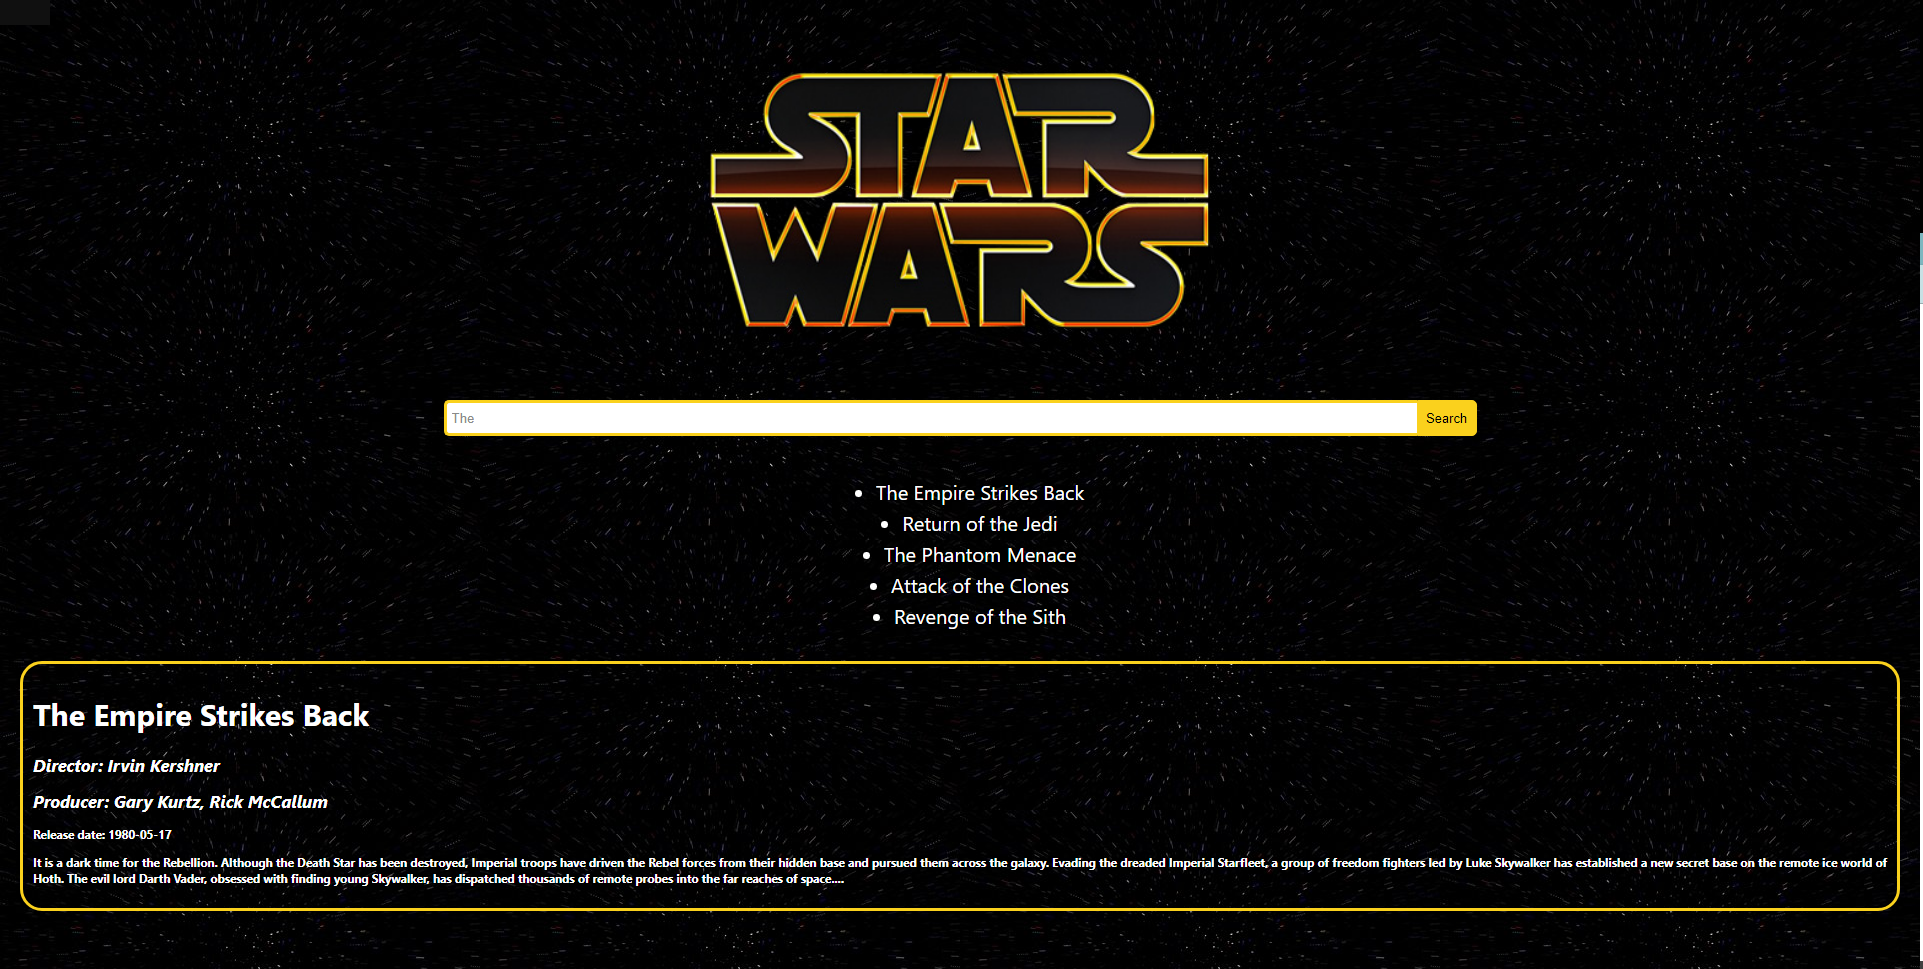 STAR
WARS
The
Search
The Empire Strikes Back
Return of the Jedi
The Phantom Menace
Attack of the Clones
Revenge of the Sith
The Empire Strikes Back
Director: Irvin Kershner
Producer: Gary Kurtz, Rick McCallum
Release date: 1980-05-17
It is a dark time for the Rebellion. Although the Death Star has been destroyed, Imperial troops have driven the Rebel forces from their hidden base and pursued them across the galaxy. Evading the dreaded Imperial Starfleet, a group of freedom fighters led by Luke Skywalker has established a new secret base on the remote ice world of
Hoth. The evil lord Darth Vader, obsessed with finding young Skywalker, has dispatched thousands of remote probes into the far reaches of space....